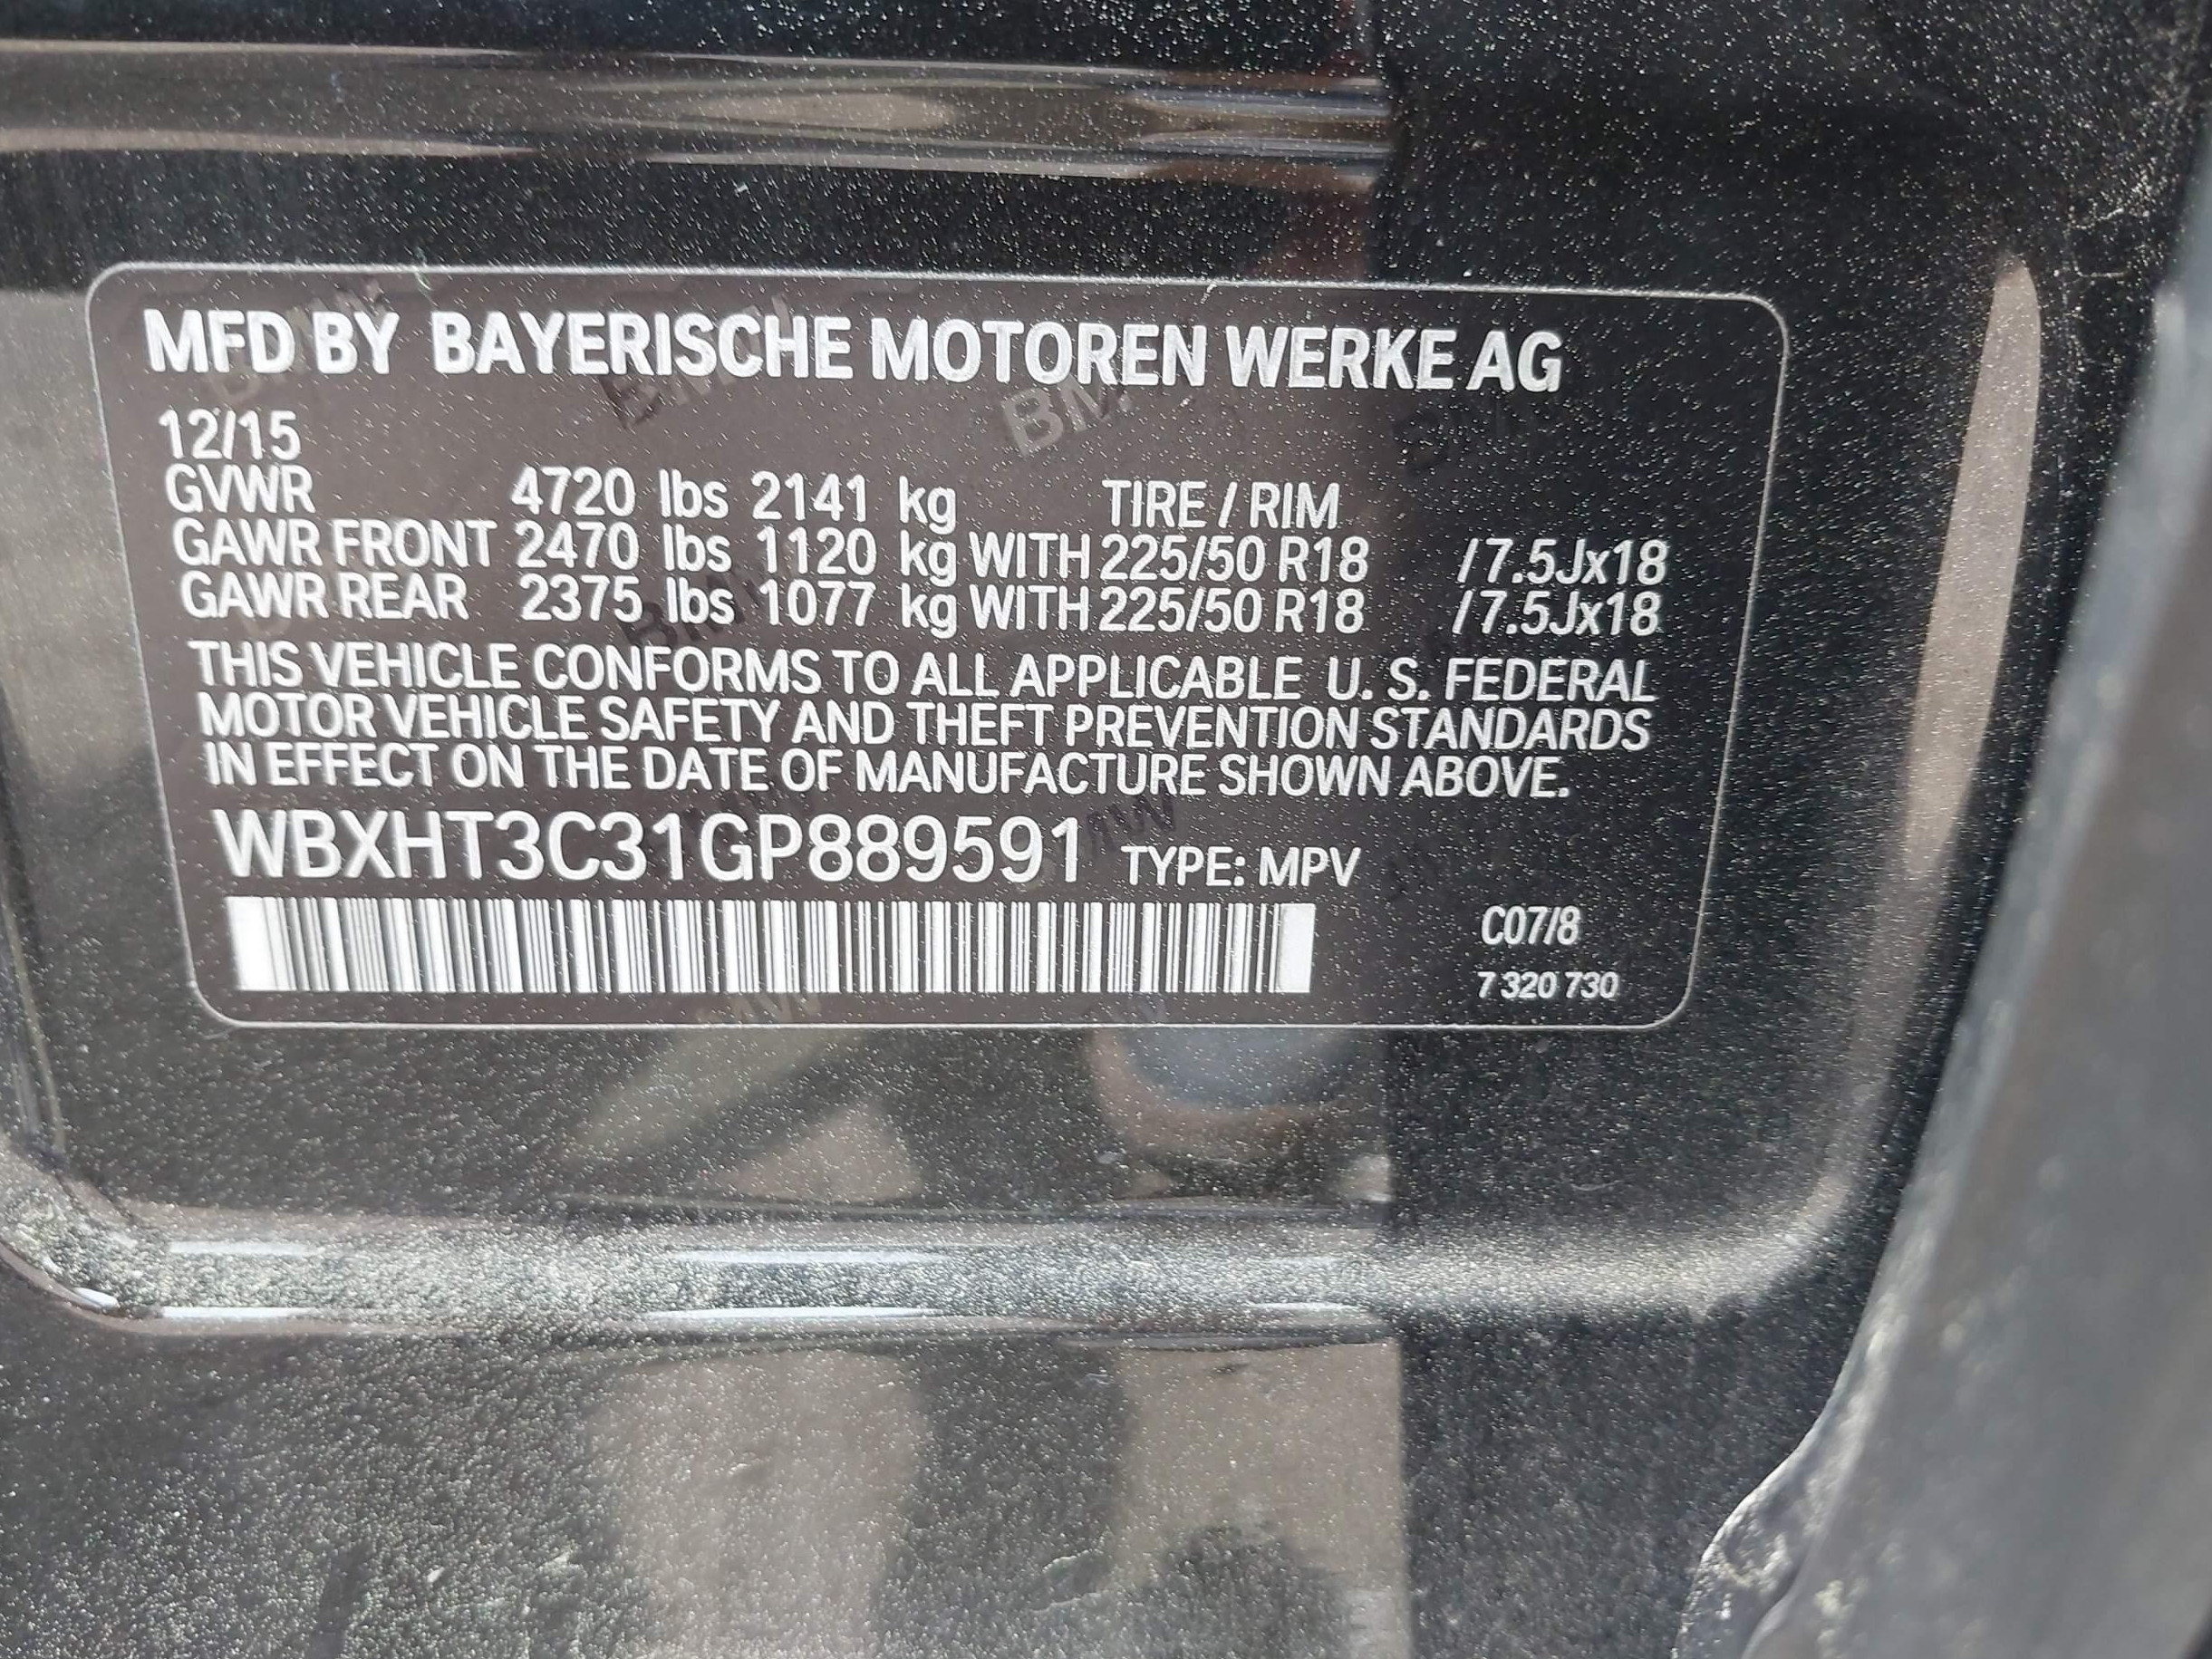 MFD BY BAYERISCHE MOTOREN WERKE AG
12/15
GVWR 4720 lbs 2141 kg TIRE / RIM
GAWR FRONT 2470 lbs 1120 kg WITH 225/50 R18 /7.5Jx18
GAWR REAR 2375 lbs 1077 kg WITH 225/50 R18 /7.5Jx18
THIS VEHICLE CONFORMS TO ALL APPLICABLE U. S. FEDERAL
MOTOR VEHICLE SAFETY AND THEFT PREVENTION STANDARDS
IN EFFECT ON THE DATE OF MANUFACTURE SHOWN ABOVE.
WBXHT3C31GP889591 TYPE: MPV
C07/8
7 320 730